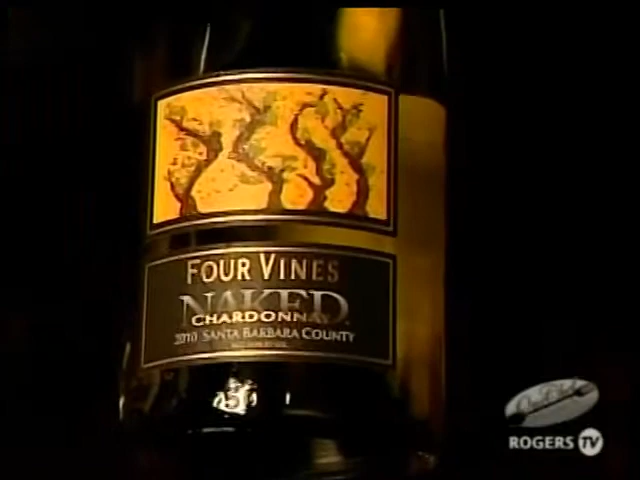 FOUR VINES
NAKED
CHARDONNAY
2010 SANTA BARBARA COUNTY
ROGERS TV